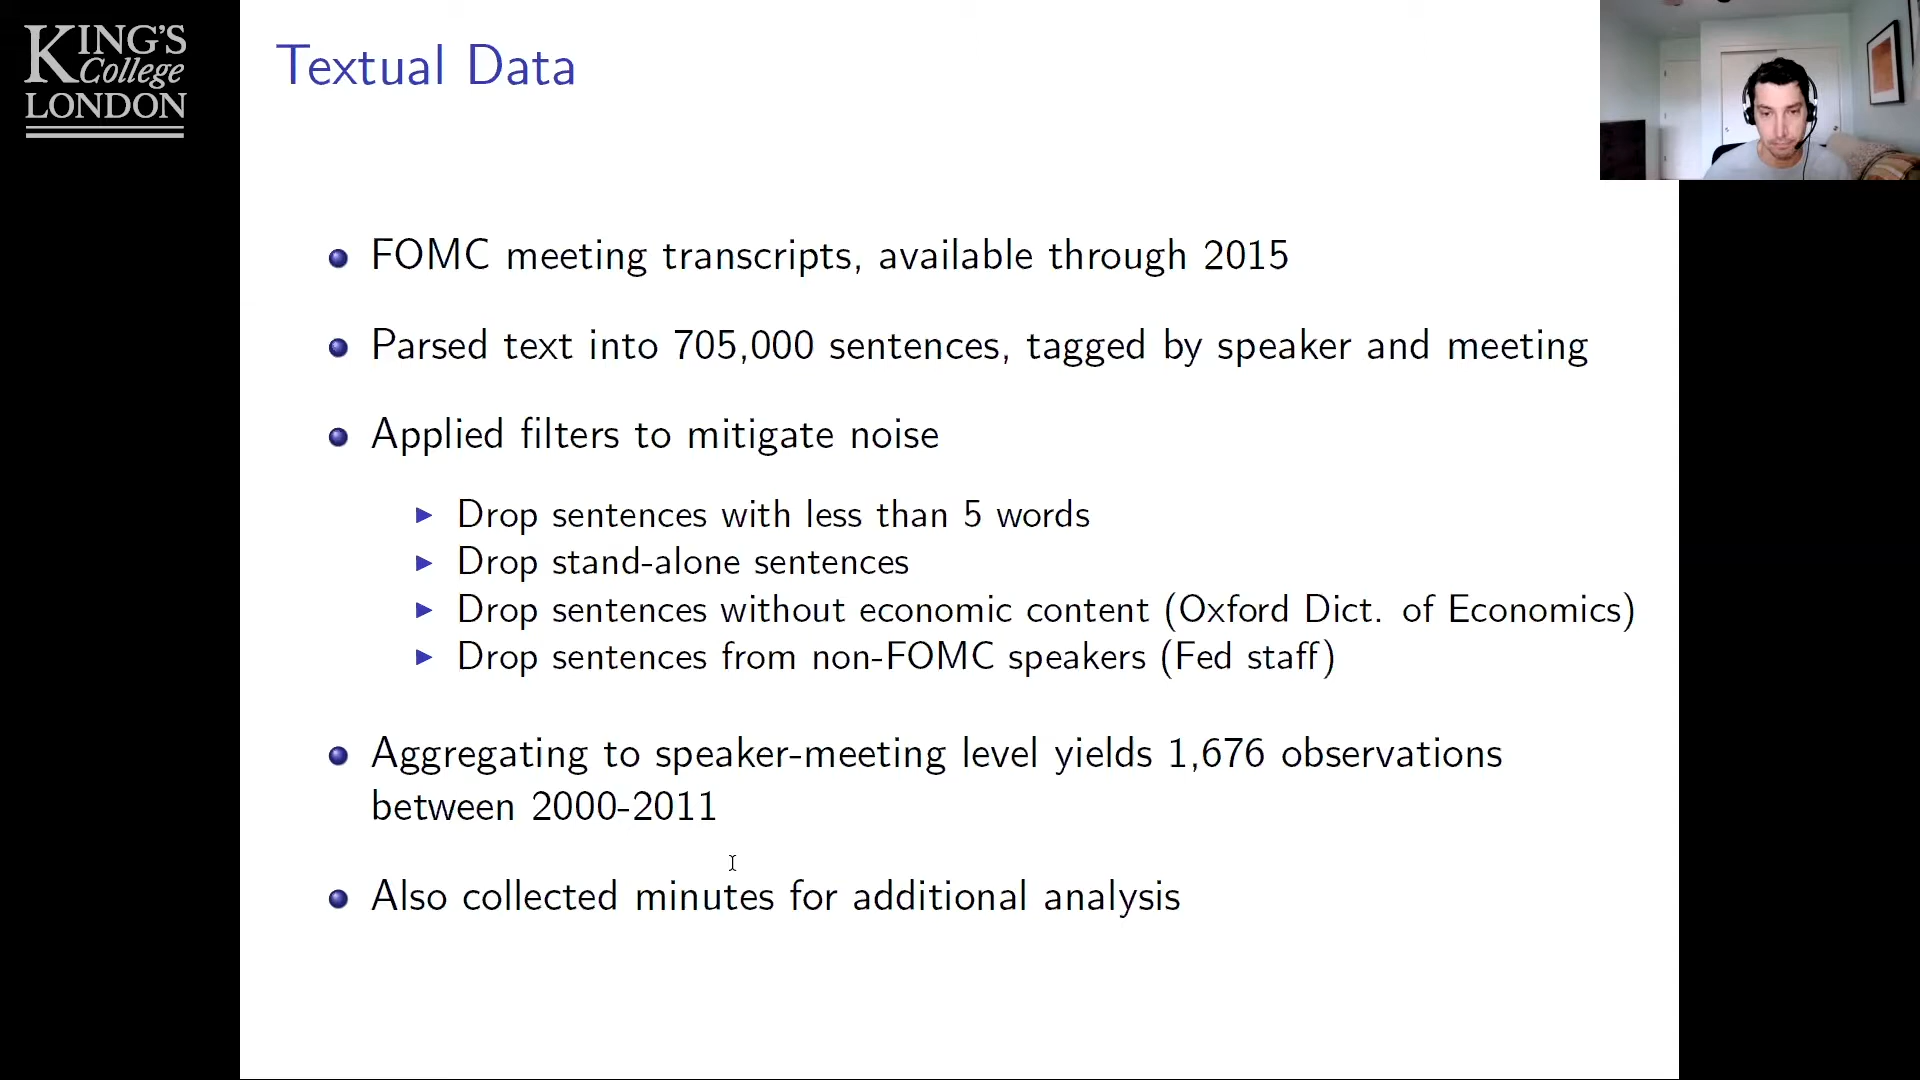 KING'S
College
LONDON
Textual Data
FOMC meeting transcripts, available through 2015
Parsed text into 705,000 sentences, tagged by speaker and meeting
Applied filters to mitigate noise
Drop sentences with less than 5 words
Drop stand-alone sentences
Drop sentences without economic content (Oxford Dict. of Economics)
Drop sentences from non-FOMC speakers (Fed staff)
Aggregating to speaker-meeting level yields 1,676 observations
between 2000-2011
Also collected minutes for additional analysis